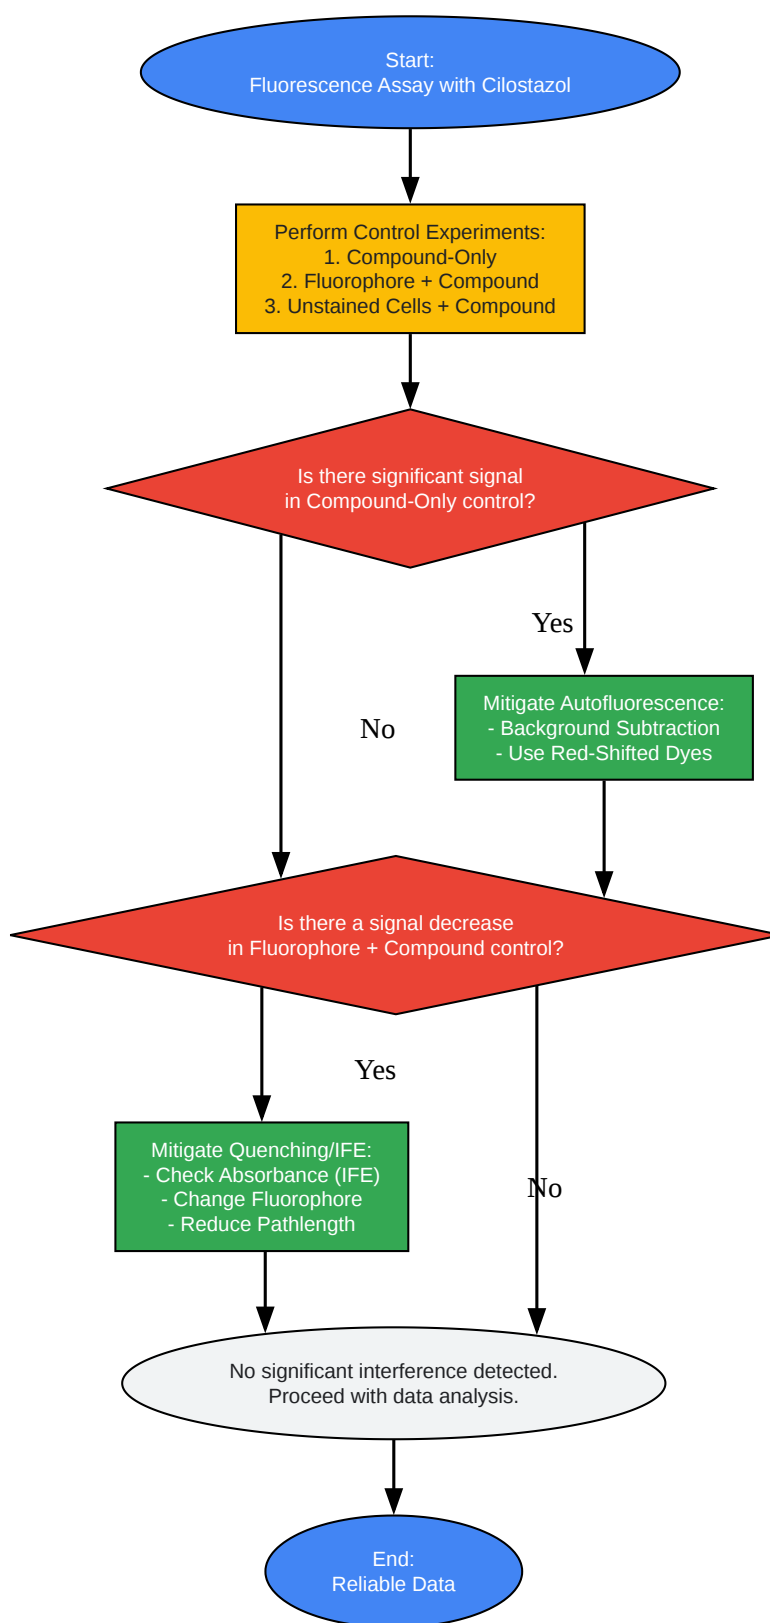 Start:
Fluorescence Assay with Cilostazol
Perform Control Experiments:
1. Compound-Only
2. Fluorophore + Compound
3. Unstained Cells + Compound
Is there significant signal
in Compound-Only control?
Yes
Mitigate Autofluorescence:
- Background Subtraction
- Use Red-Shifted Dyes
No
Is there a signal decrease
in Fluorophore + Compound control?
Yes
Mitigate Quenching/IFE:
- Check Absorbance (IFE)
- Change Fluorophore
- Reduce Pathlength
No
No significant interference detected.
Proceed with data analysis.
End:
Reliable Data